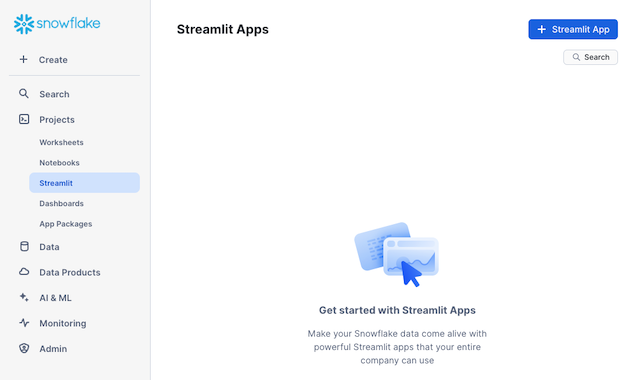 snowflake
Create
Search
Projects
Worksheets
Notebooks
Streamlit
Dashboards
App Packages
Data
Data Products
AI & ML
Monitoring
Admin
Streamlit Apps
+ Streamlit App
Search
Get started with Streamlit Apps
Make your Snowflake data come alive with
powerful Streamlit apps that your entire
company can use